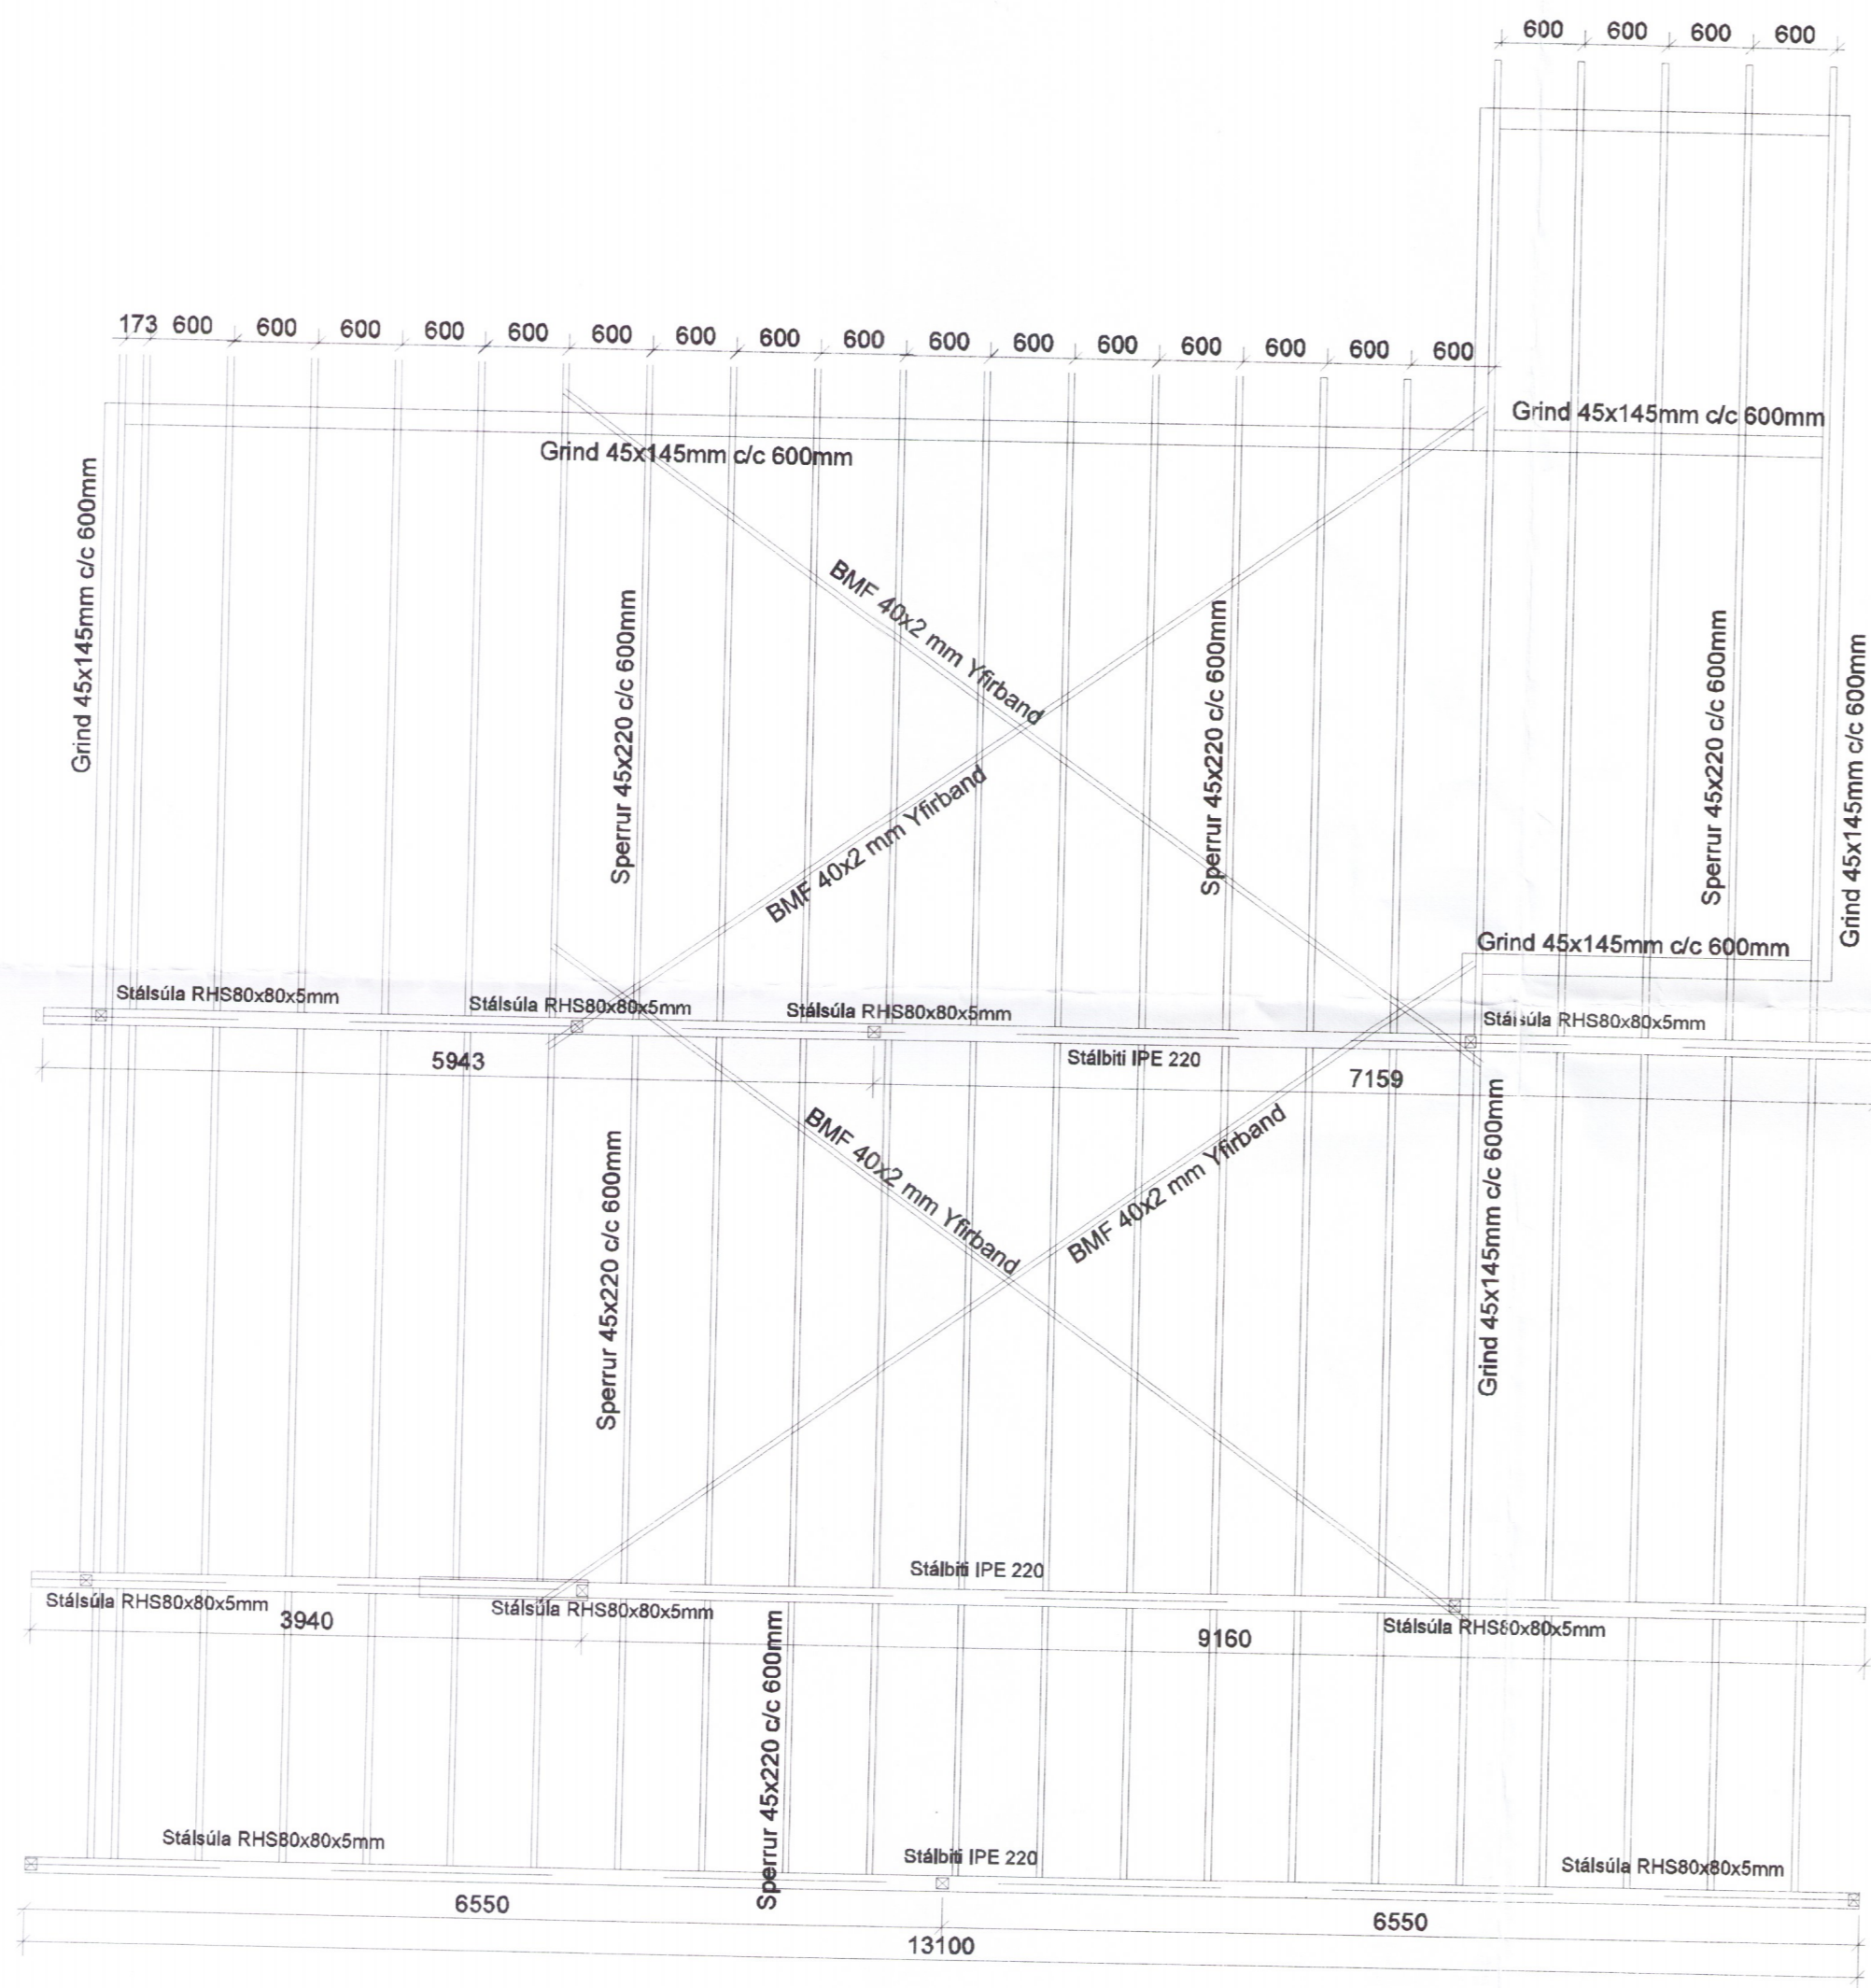 600 600 600 600
173 600 600 600 600 600 600 600 600 600 600 600 600 600 600 600 600
Grind 45x145mm c/c 600mm
Grind 45x145mm c/c 600mm
Grind 45x145mm c/c 600mm
BMF 40x2 mm Yfirband
Sperrur 45x220 c/c 600mm
Sperrur 45x220 c/c 600mm
Sperrur 45x220 c/c 600mm
Grind 45x145mm c/c 600mm
BMF 40x2 mm Yfirband
Grind 45x145mm c/c 600mm
Stálsúla RHS80x80x5mm
Stálsúla RHS80x80x5mm
Stálsúla RHS80x80x5mm
Stálsúla RHS80x80x5mm
5943
Stálbiti IPE 220
7159
BMF 40x2 mm Yfirband
BMF 40x2 mm Yfirband
Sperrur 45x220 c/c 600mm
Grind 45x145mm c/c 600mm
Stálbiti IPE 220
Stálsúla RHS80x80x5mm
Stálsúla RHS80x80x5mm
Stálsúla RHS80x80x5mm
3940
9160
Sperrur 45x220 c/c 600mm
Stálsúla RHS80x80x5mm
Stálbiti IPE 220
Stálsúla RHS80x80x5mm
6550
6550
13100